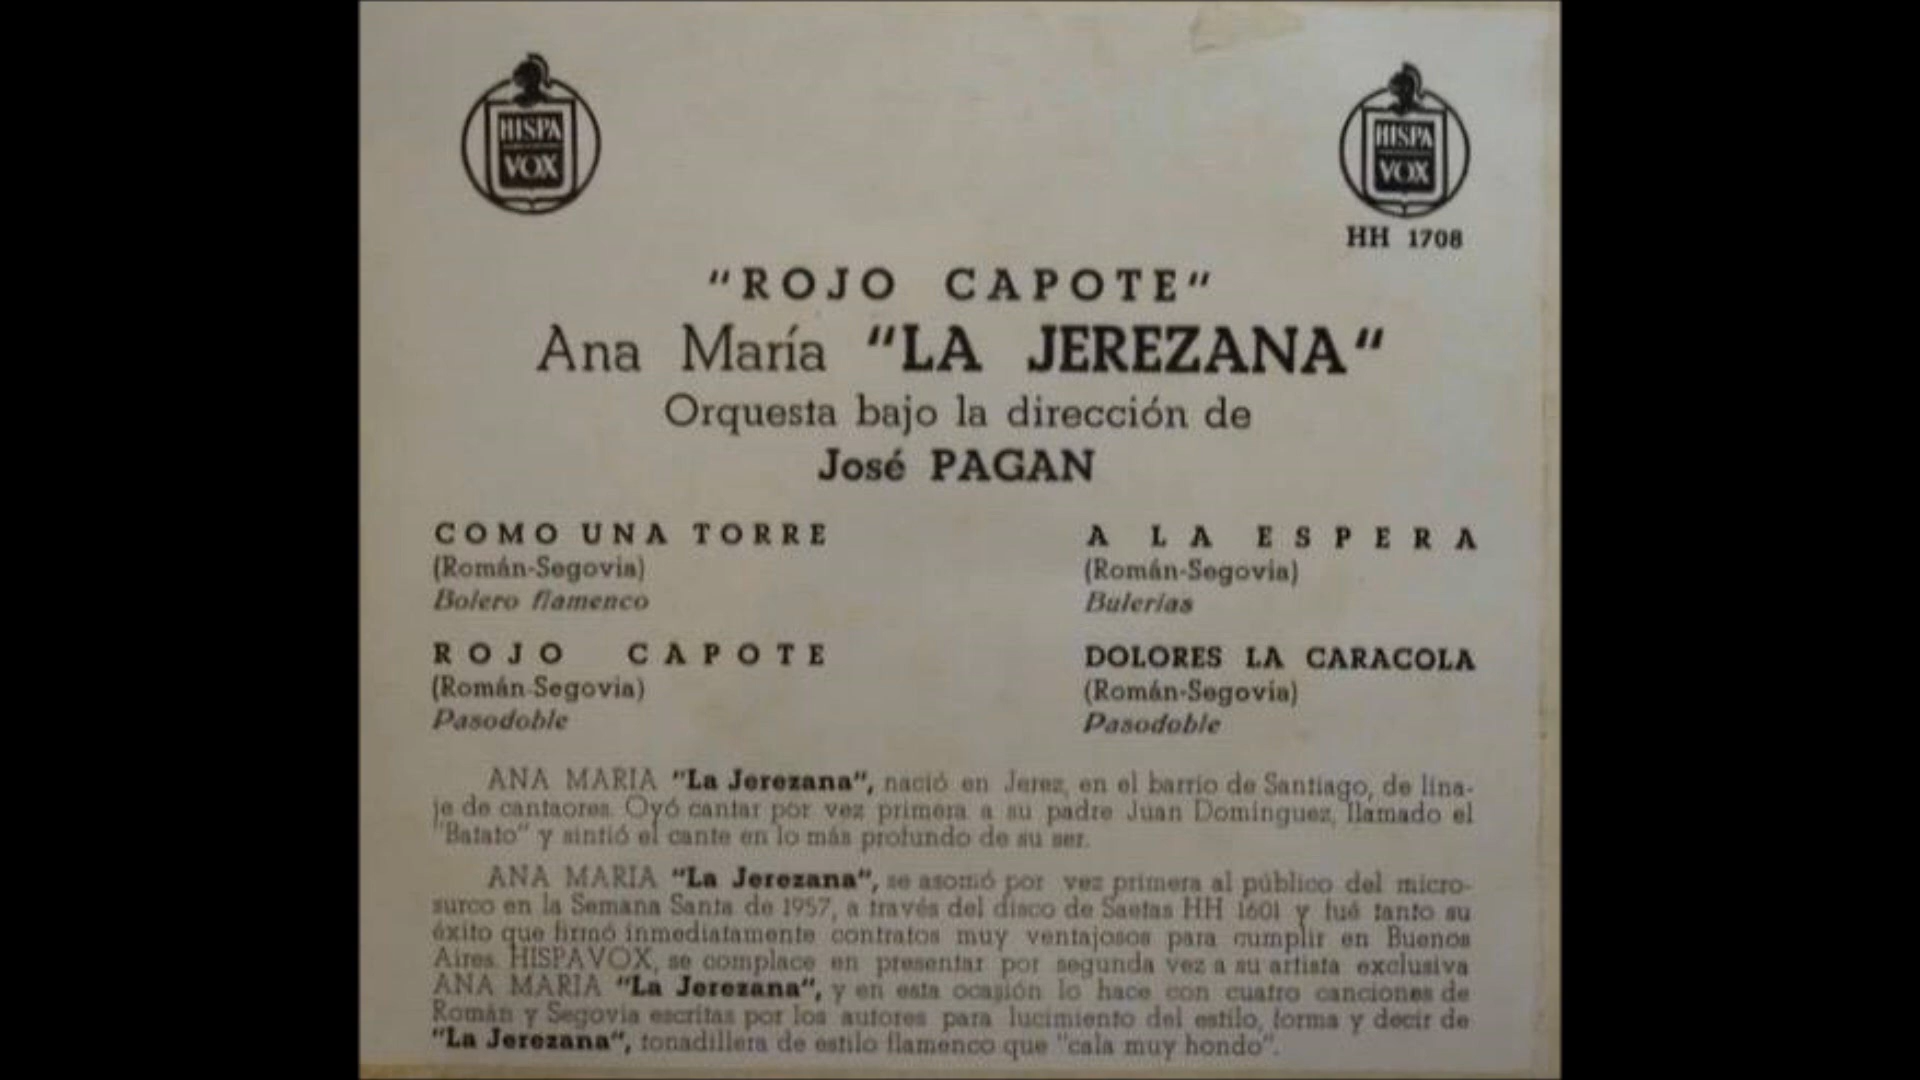 HISPA
VOX
HISPA
VOX
HH 1708
"ROJO CAPOTE"
Ana María "LA JEREZANA"
Orquesta bajo la dirección de
José PAGAN
COMO UNA TORRE
(Román-Segovia)
Bolero flamenco
ROJO CAPOTE
(Román-Segovia)
Pasodoble
A LA ESPERA
(Román-Segovia)
Bulerías
DOLORES LA CARACOLA
(Román-Segovia)
Pasodoble
ANA MARIA "La Jerezana", nació en Jerez, en el barrio de Santiago, de lina-
je de cantaores. Oyó cantar por vez primera a su padre Juan Domínguez, llamado el
"Batato" y sintió el cante en lo más profundo de su ser.
ANA MARIA "La Jerezana", se asomó por vez primera al público del micro-
surco en la Semana Santa de 1957, a través del disco de Saetas HH 1601 y fué tanto su
éxito que firmó inmediatamente contratos muy ventajosos para cumplir en Buenos
Aires. HISPAVOX, se complace en presentar por segunda vez a su artista exclusiva
ANA MARIA "La Jerezana", y en esta ocasión lo hace con cuatro canciones de
Román y Segovia escritas por los autores para lucimiento del estilo, forma y decir de
"La Jerezana", tonadillera de estilo flamenco que "cala muy hondo".